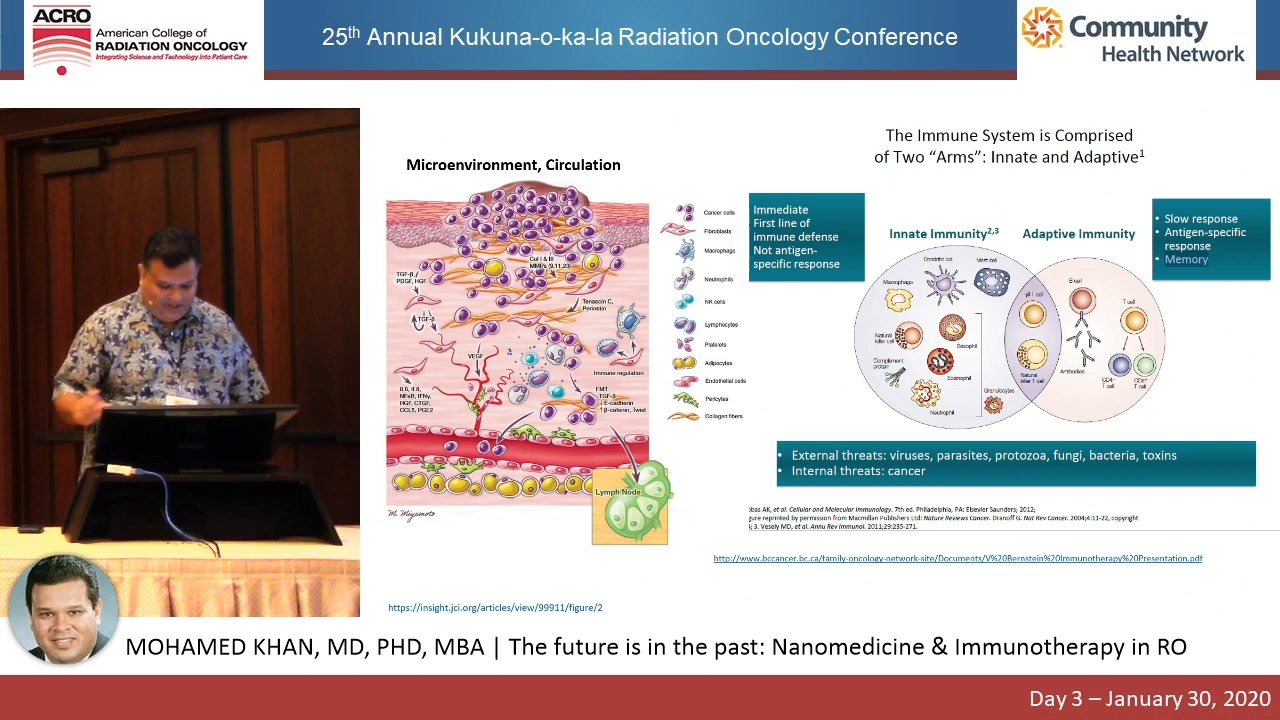 ACRO
American College of
RADIATION ONCOLOGY
Integrating Science and Technology Into Patient Care
25th Annual Kukuna-o-ka-la Radiation Oncology Conference
Community
Health Network
Microenvironment, Circulation
Col I & III
MMPs (9,11,23)
TGF-β,
PDGF, HGF
Tenascin C,
Periostin
TGF-β
VEGF
Immune regulation
IL6, IL8,
NFκB, IFNγ,
HGF, CTGF,
CCL5, PGE2
EMT
TGF-β
↓E-cadherin
↑β-catenin, Twist
Lymph Node
M. Miyamoto
Cancer cells
Fibroblasts
Macrophage
Neutrophils
NK cells
Lymphocytes
Platelets
Adipocytes
Endothelial cells
Pericytes
Collagen fibers
https://insight.jci.org/articles/view/99911/figure/2
The Immune System is Comprised
of Two “Arms”: Innate and Adaptive1
Immediate
First line of
immune defense
Not antigen-
specific response
Innate Immunity2,3
Adaptive Immunity
• Slow response
• Antigen-specific
response
• Memory
Dendritic cell
Mast cell
Macrophage
Natural
killer cell
Basophil
Complement
protein
Eosinophil
Granulocytes
Neutrophil
γδ T cell
Natural
killer T cell
B cell
T cell
Antibodies
CD4+
T cell
CD8+
T cell
• External threats: viruses, parasites, protozoa, fungi, bacteria, toxins
• Internal threats: cancer
bas AK, et al. Cellular and Molecular Immunology. 7th ed. Philadelphia, PA: Elsevier Saunders; 2012;
gure reprinted by permission from Macmillan Publishers Ltd: Nature Reviews Cancer. Dranoff G. Nat Rev Cancer. 2004;4:11-22, copyright
; 3. Vesely MD, et al. Annu Rev Immunol. 2011;29:235-271.
http://www.bccancer.bc.ca/family-oncology-network-site/Documents/V%20Bernstein%20Immunotherapy%20Presentation.pdf
MOHAMED KHAN, MD, PHD, MBA | The future is in the past: Nanomedicine & Immunotherapy in RO
Day 3 – January 30, 2020